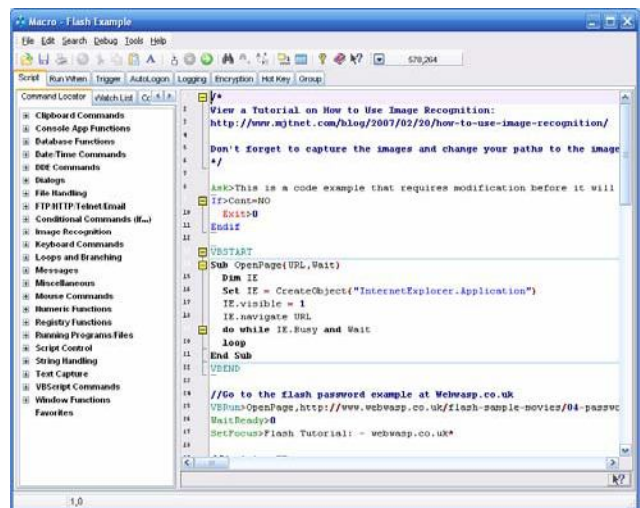 Macro - Flash Example
File Edit Search Debug Tools Help
578,264
Script Run When Trigger AutoLogon Logging Encryption Hot Key Group
Command Locator Watch List
Clipboard Commands
Console App Functions
Database Functions
Date/Time Commands
DDE Commands
Dialogs
File Handling
FTP/HTTP/Telnet/Email
Conditional Commands (If...)
Image Recognition
Keyboard Commands
Loops and Branching
Messages
Miscellaneous
Mouse Commands
Numeric Functions
Registry Functions
Running Programs/Files
Script Control
String Handling
Text Capture
VBScript Commands
Window Functions
Favorites
/*
View a Tutorial on How to Use Image Recognition:
http://www.mjtnet.com/blog/2007/02/20/how-to-use-image-recognition/
Don't forget to capture the images and change your paths to the image
*/
Ask>This is a code example that requires modification before it will
If>Cont=NO
Exit>0
Endif
VBSTART
Sub OpenPage(URL,Wait)
Dim IE
Set IE = CreateObject("InternetExplorer.Application")
IE.visible = 1
IE.navigate URL
do while IE.Busy and Wait
loop
End Sub
VBEND
//Go to the flash password example at Webwasp.co.uk
VBRun>OpenPage,http://www.webwasp.co.uk/flash-sample-movies/04-passwo
WaitReady>0
SetFocus>Flash Tutorial: - webwasp.co.uk*
1,0